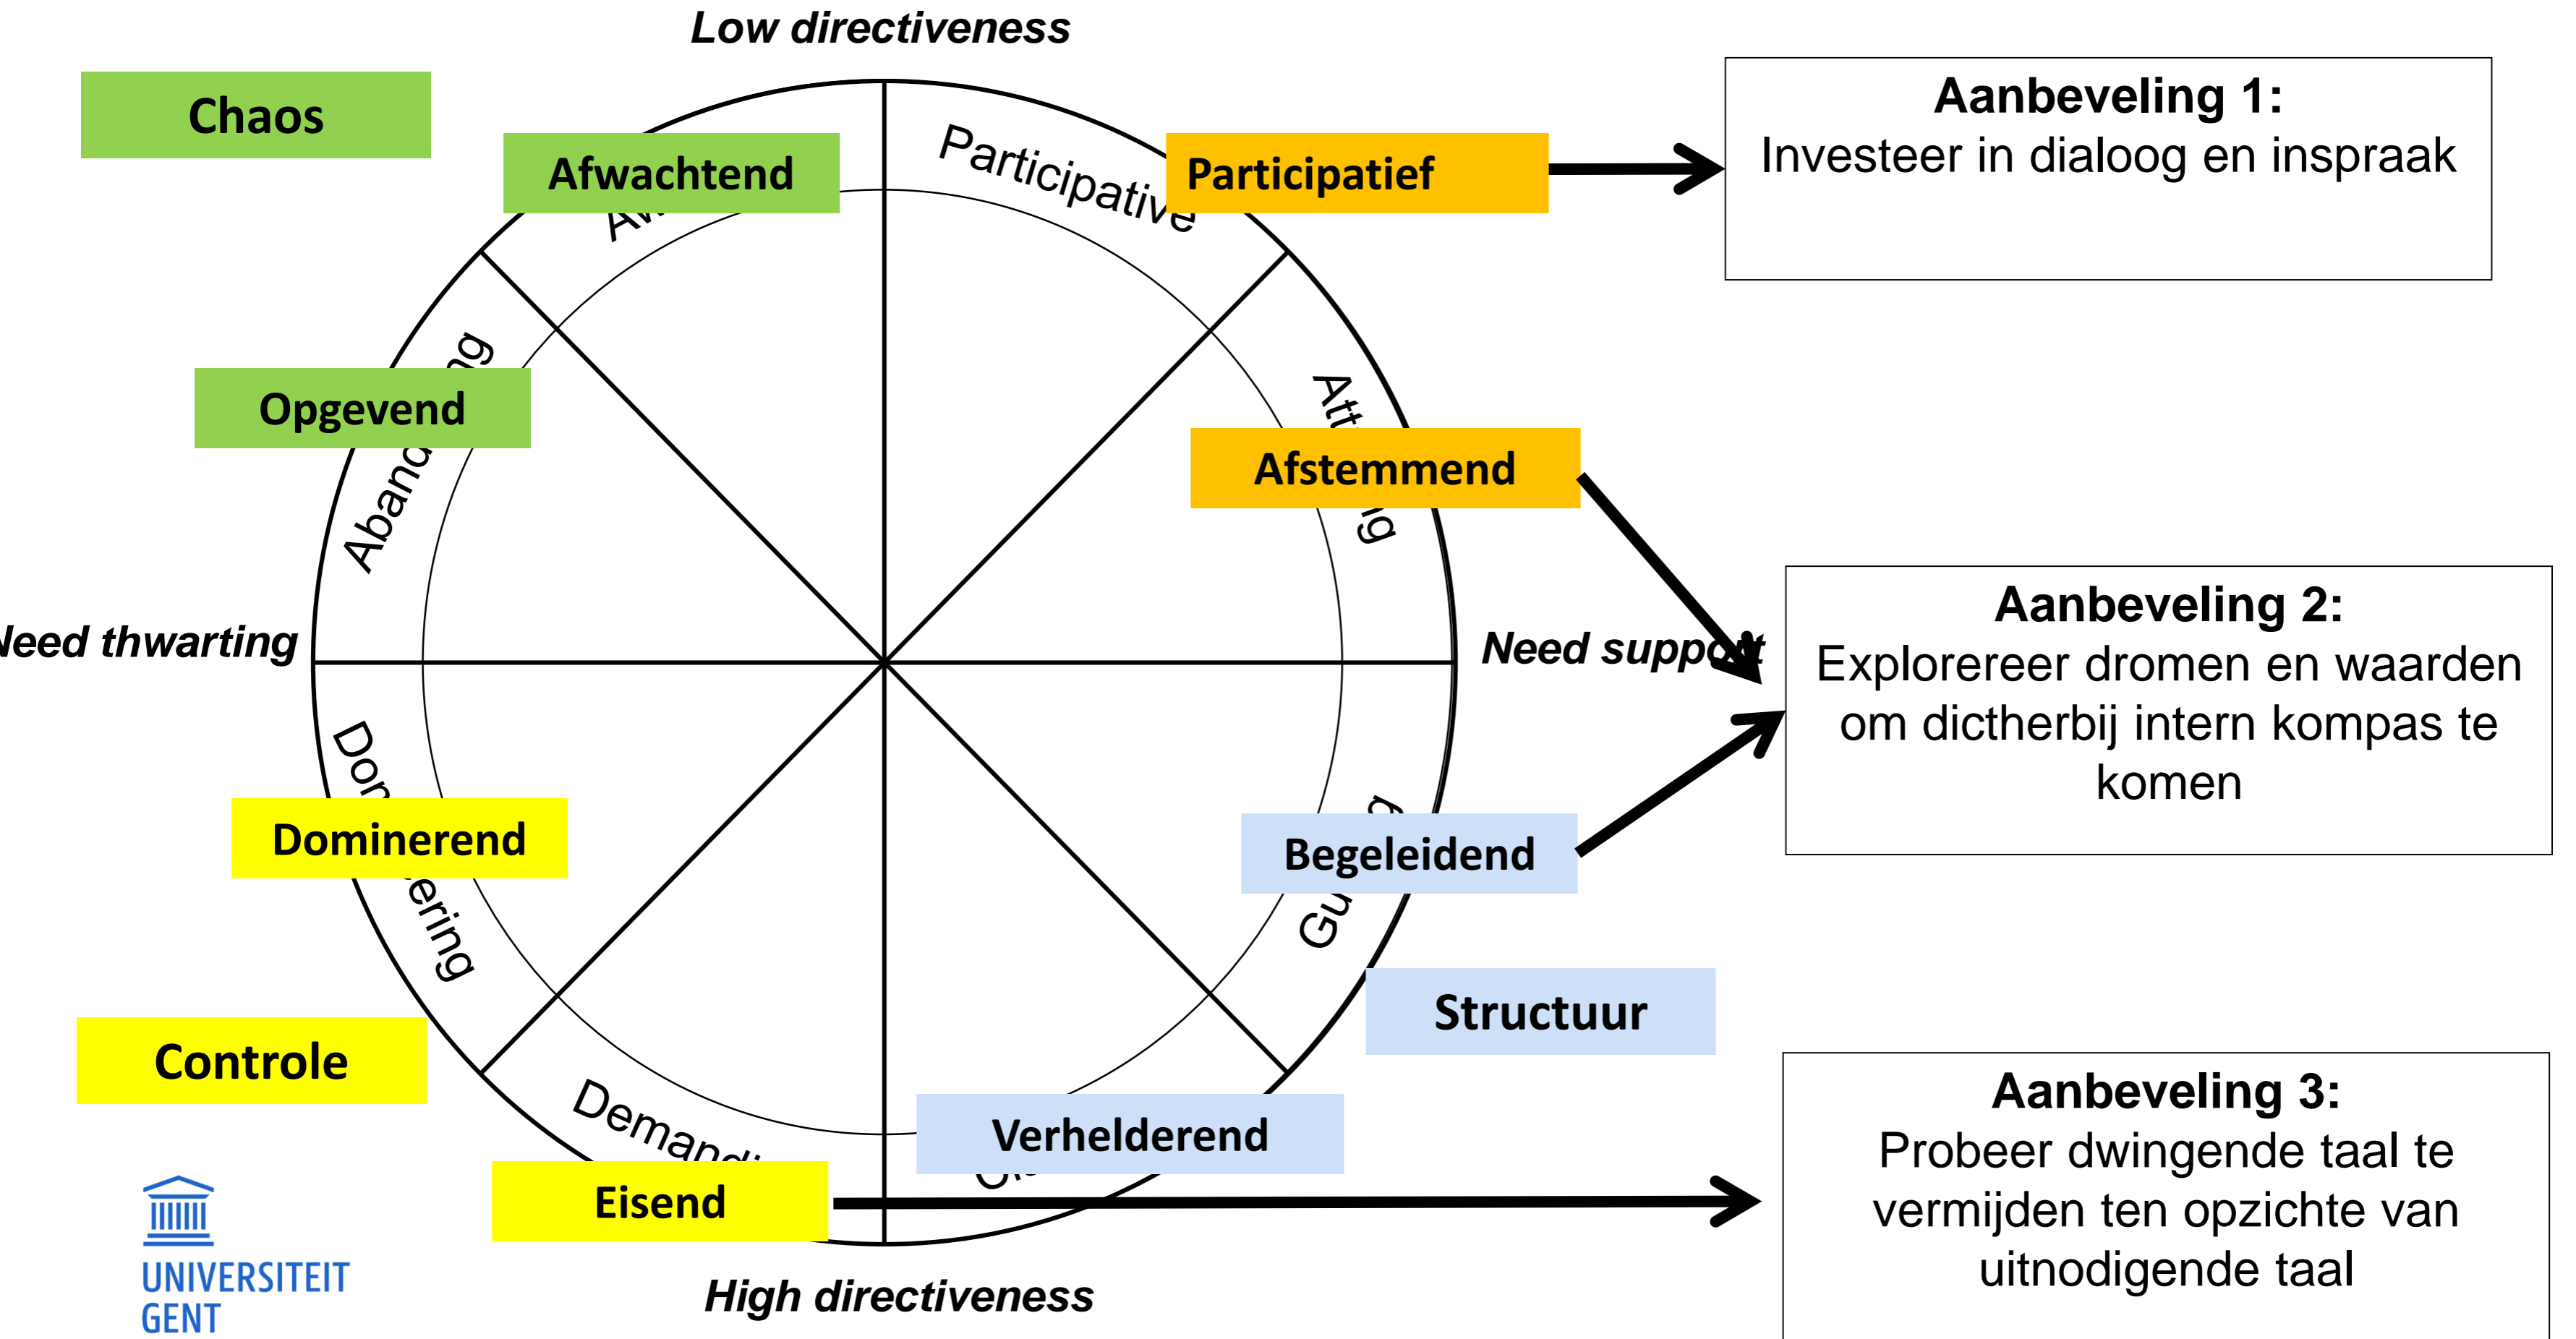 Low directiveness
Chaos
Afwachtend
Participative
Participatief
Aanbeveling 1:
Investeer in dialoog en inspraak
Opgevend
Afstemmend
Need thwarting
Need support
Aanbeveling 2:
Explorereer dromen en waarden
om dictherbij intern kompas te
komen
Dominerend
Begeleidend
Structuur
Controle
Verhelderend
Eisend
Aanbeveling 3:
Probeer dwingende taal te
vermijden ten opzichte van
uitnodigende taal
High directiveness
UNIVERSITEIT
GENT